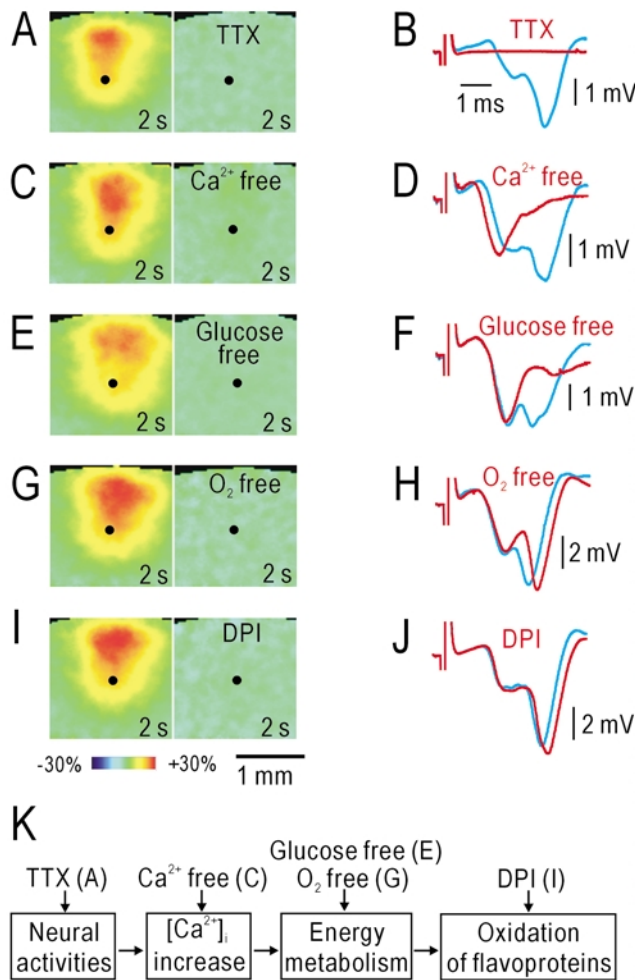 A
TTX
2 s
2 s
B
TTX
1 ms
1 mV
C
Ca²⁺ free
2 s
2 s
D
Ca²⁺ free
1 mV
E
Glucose
free
2 s
2 s
F
Glucose free
1 mV
G
O₂ free
2 s
2 s
H
O₂ free
2 mV
I
DPI
2 s
2 s
J
DPI
2 mV
-30% +30%
1 mm
K
Glucose free (E)
TTX (A) Ca²⁺ free (C) O₂ free (G) DPI (I)
Neural
activities
[Ca²⁺]ᵢ
increase
Energy
metabolism
Oxidation
of flavoproteins